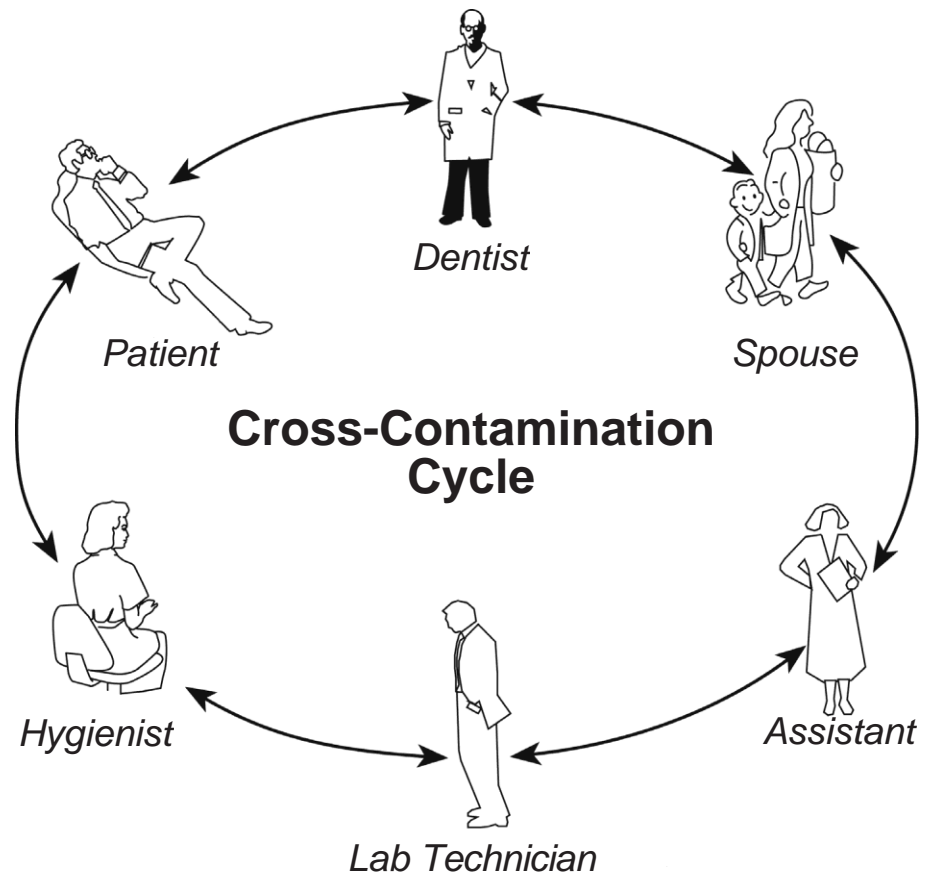 Dentist
Patient
Spouse
Cross-Contamination
Cycle
Hygienist
Assistant
Lab Technician